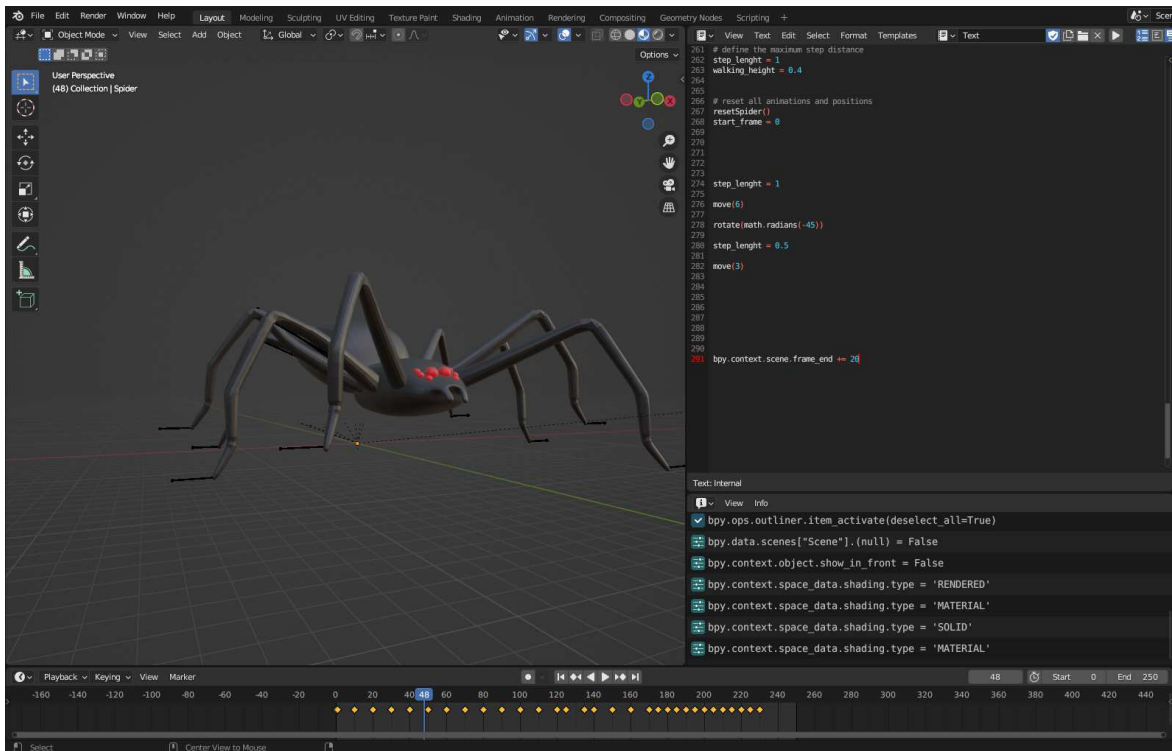 File Edit Render Window Help Layout Modeling Sculpting UV Editing Texture Paint Shading Animation Rendering Compositing Geometry Nodes Scripting + Scen
Object Mode View Select Add Object Global
Options
User Perspective
(48) Collection | Spider
Z
Y
X
View Text Edit Select Format Templates Text
261 # define the maximum step distance
262 step_lenght = 1
263 walking_height = 0.4
264
265
266 # reset all animations and positions
267 resetSpider()
268 start_frame = 0
269
270
271
272
273
274 step_lenght = 1
275
276 move(6)
277
278 rotate(math.radians(-45))
279
280 step_lenght = 0.5
281
282 move(3)
283
284
285
286
287
288
289
290
291 bpy.context.scene.frame_end += 20
Text: Internal
View Info
bpy.ops.outliner.item_activate(deselect_all=True)
bpy.data.scenes["Scene"].(null) = False
bpy.context.object.show_in_front = False
bpy.context.space_data.shading.type = 'RENDERED'
bpy.context.space_data.shading.type = 'MATERIAL'
bpy.context.space_data.shading.type = 'SOLID'
bpy.context.space_data.shading.type = 'MATERIAL'
Playback Keying View Marker 48 Start 0 End 250
-160 -140 -120 -100 -80 -60 -40 -20 0 20 40 48 60 80 100 120 140 160 180 200 220 240 260 280 300 320 340 360 380 400 420 440
Select Center View to Mouse